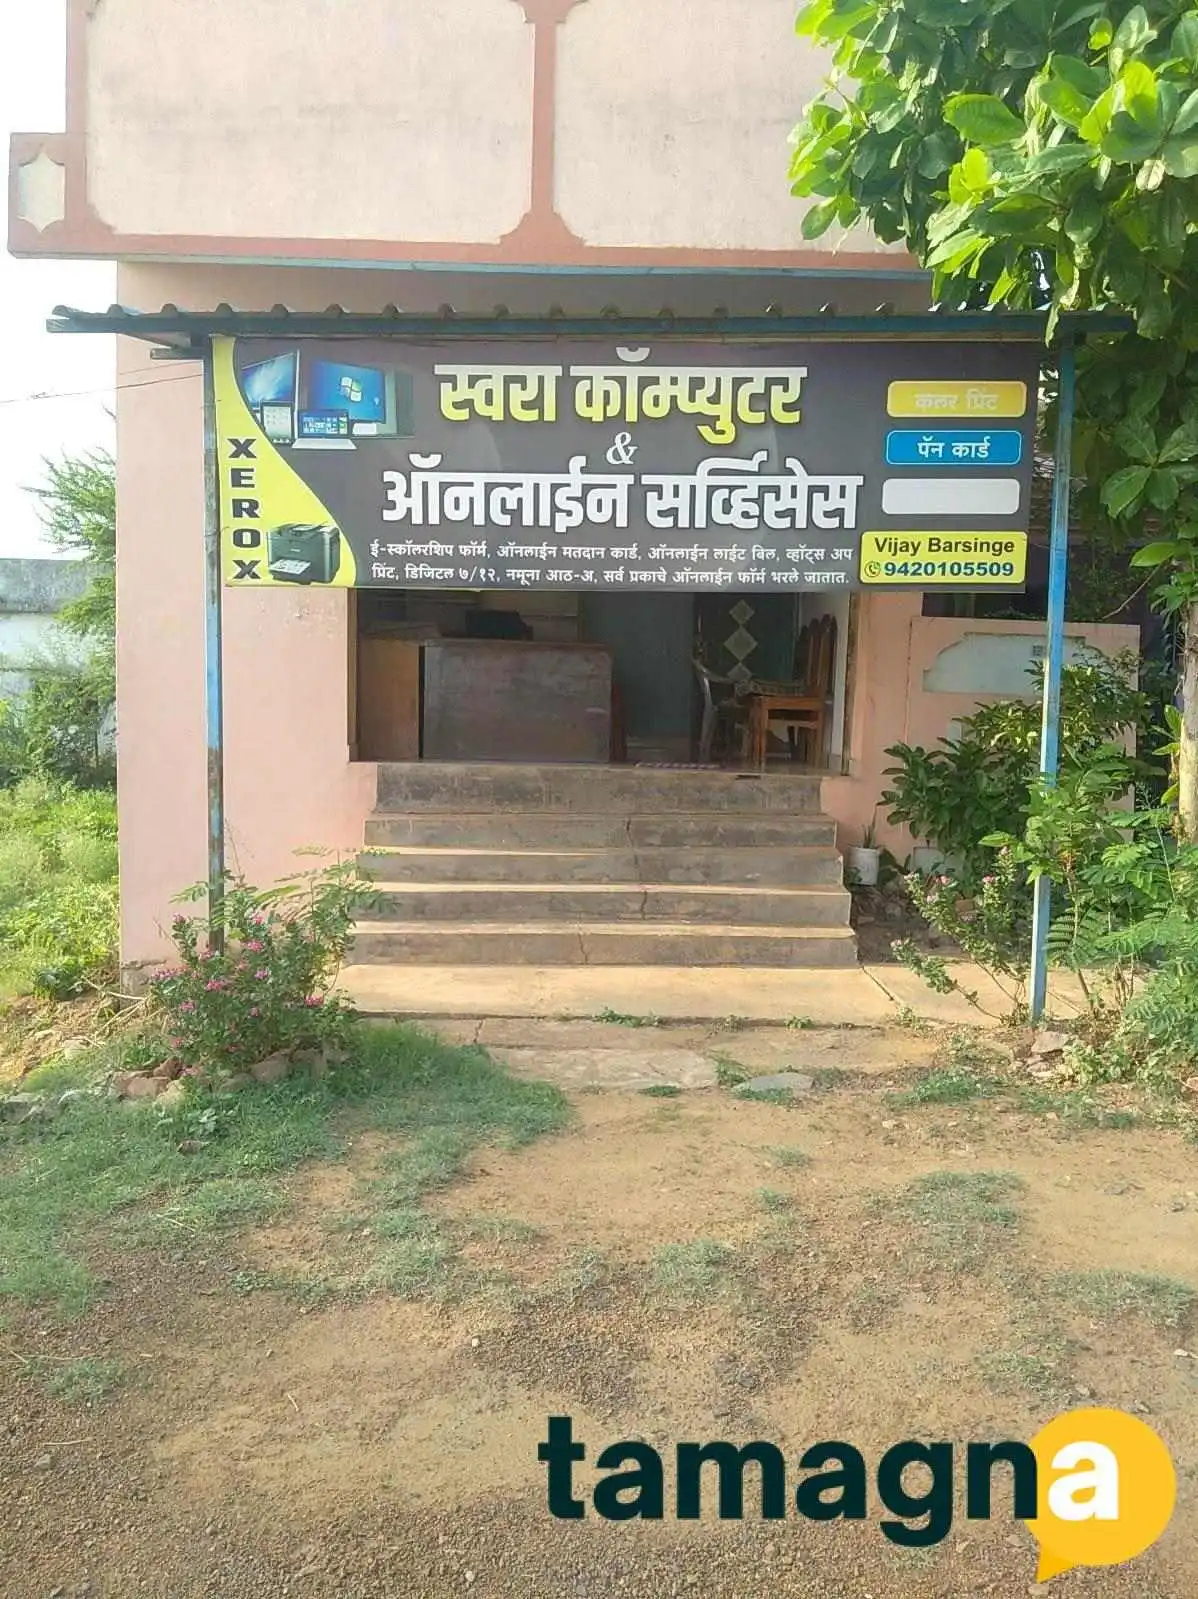 स्वरा कॉम्प्युटर
&
ऑनलाईन सर्व्हिसेस
ई-स्कॉलरशिप फॉर्म, ऑनलाईन मतदान कार्ड, ऑनलाईन लाईट बिल, व्हॉट्स अप
प्रिंट, डिजिटल ७/१२, नमूना आठ-अ, सर्व प्रकाचे ऑनलाईन फॉर्म भरले जातात.
XEROX
कलर प्रिंट
पॅन कार्ड
Vijay Barsinge
9420105509
tamagna